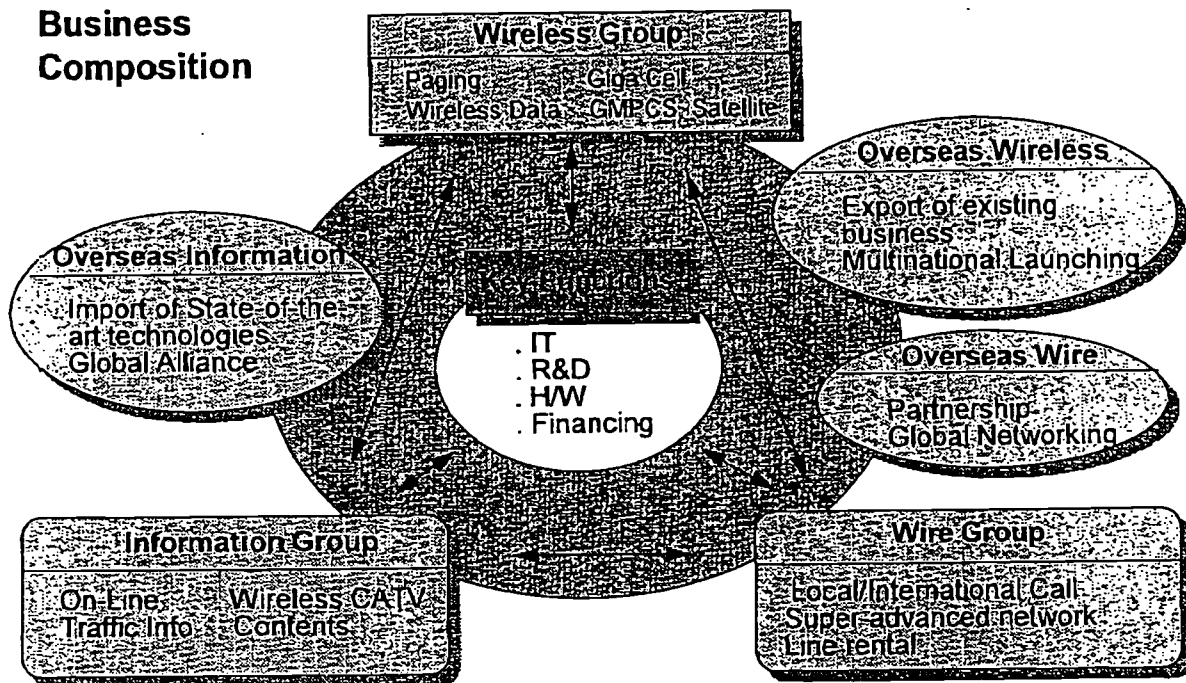 Business
Composition
Wireless Group
Paging Giga Cell
Wireless Data GMPCS, Satellite
Overseas Wireless
Export of existing
business
Multinational Launching
Overseas Information
Import of State-of-the-
art technologies
Global Alliance
Key Functions
. IT
. R&D
. H/W
. Financing
Overseas Wire
Partnership
Global Networking
Information Group
On-Line, Wireless CATV
Traffic Info Contents
Wire Group
Local/International Call
Super-advanced network
Line rental